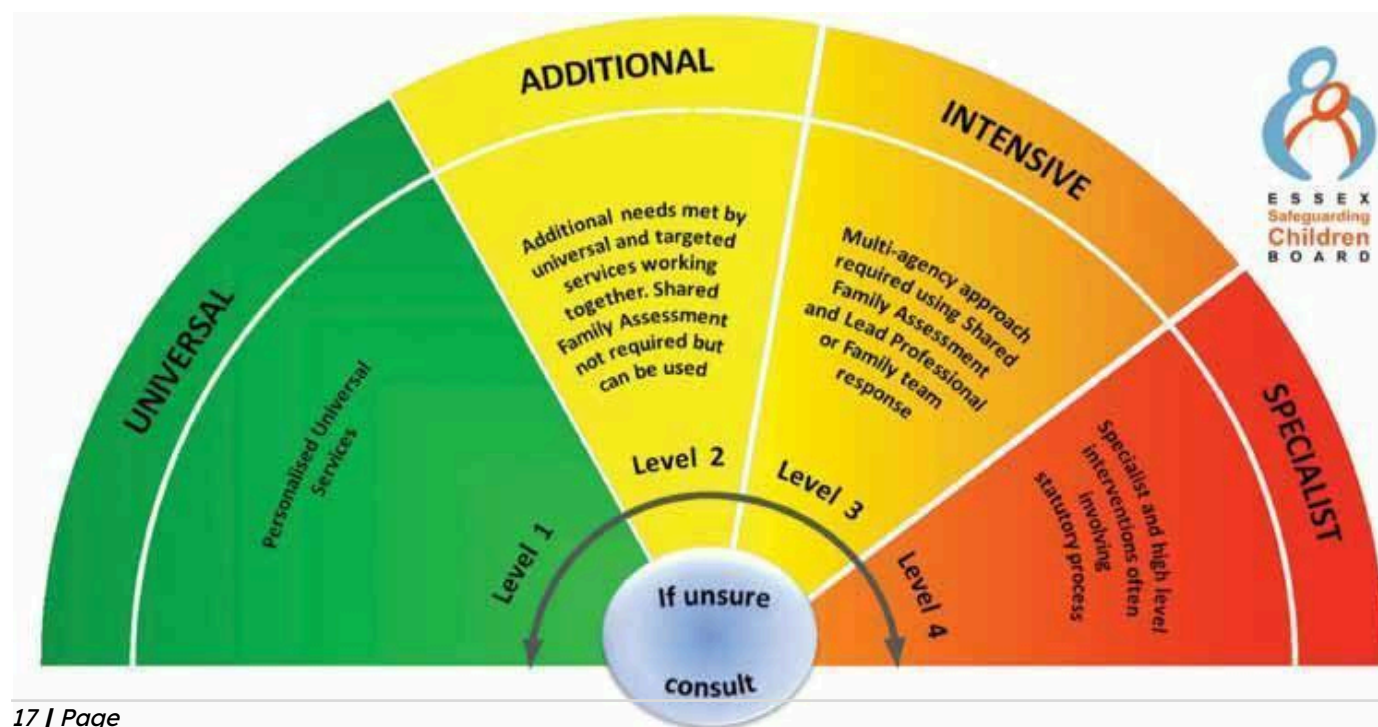 UNIVERSAL
Personalised Universal
Services
Level 1
ADDITIONAL
Additional needs met by
universal and targeted
services working
together. Shared
Family Assessment
not required but
can be used
Level 2
INTENSIVE
Multi-agency approach
required using Shared
Family Assessment
and Lead Professional
or Family team
response
Level 3
SPECIALIST
Specialist and high level
interventions often
involving
statutory process
Level 4
If unsure
consult
ESSEX
Safeguarding
Children
BOARD
17 | Page